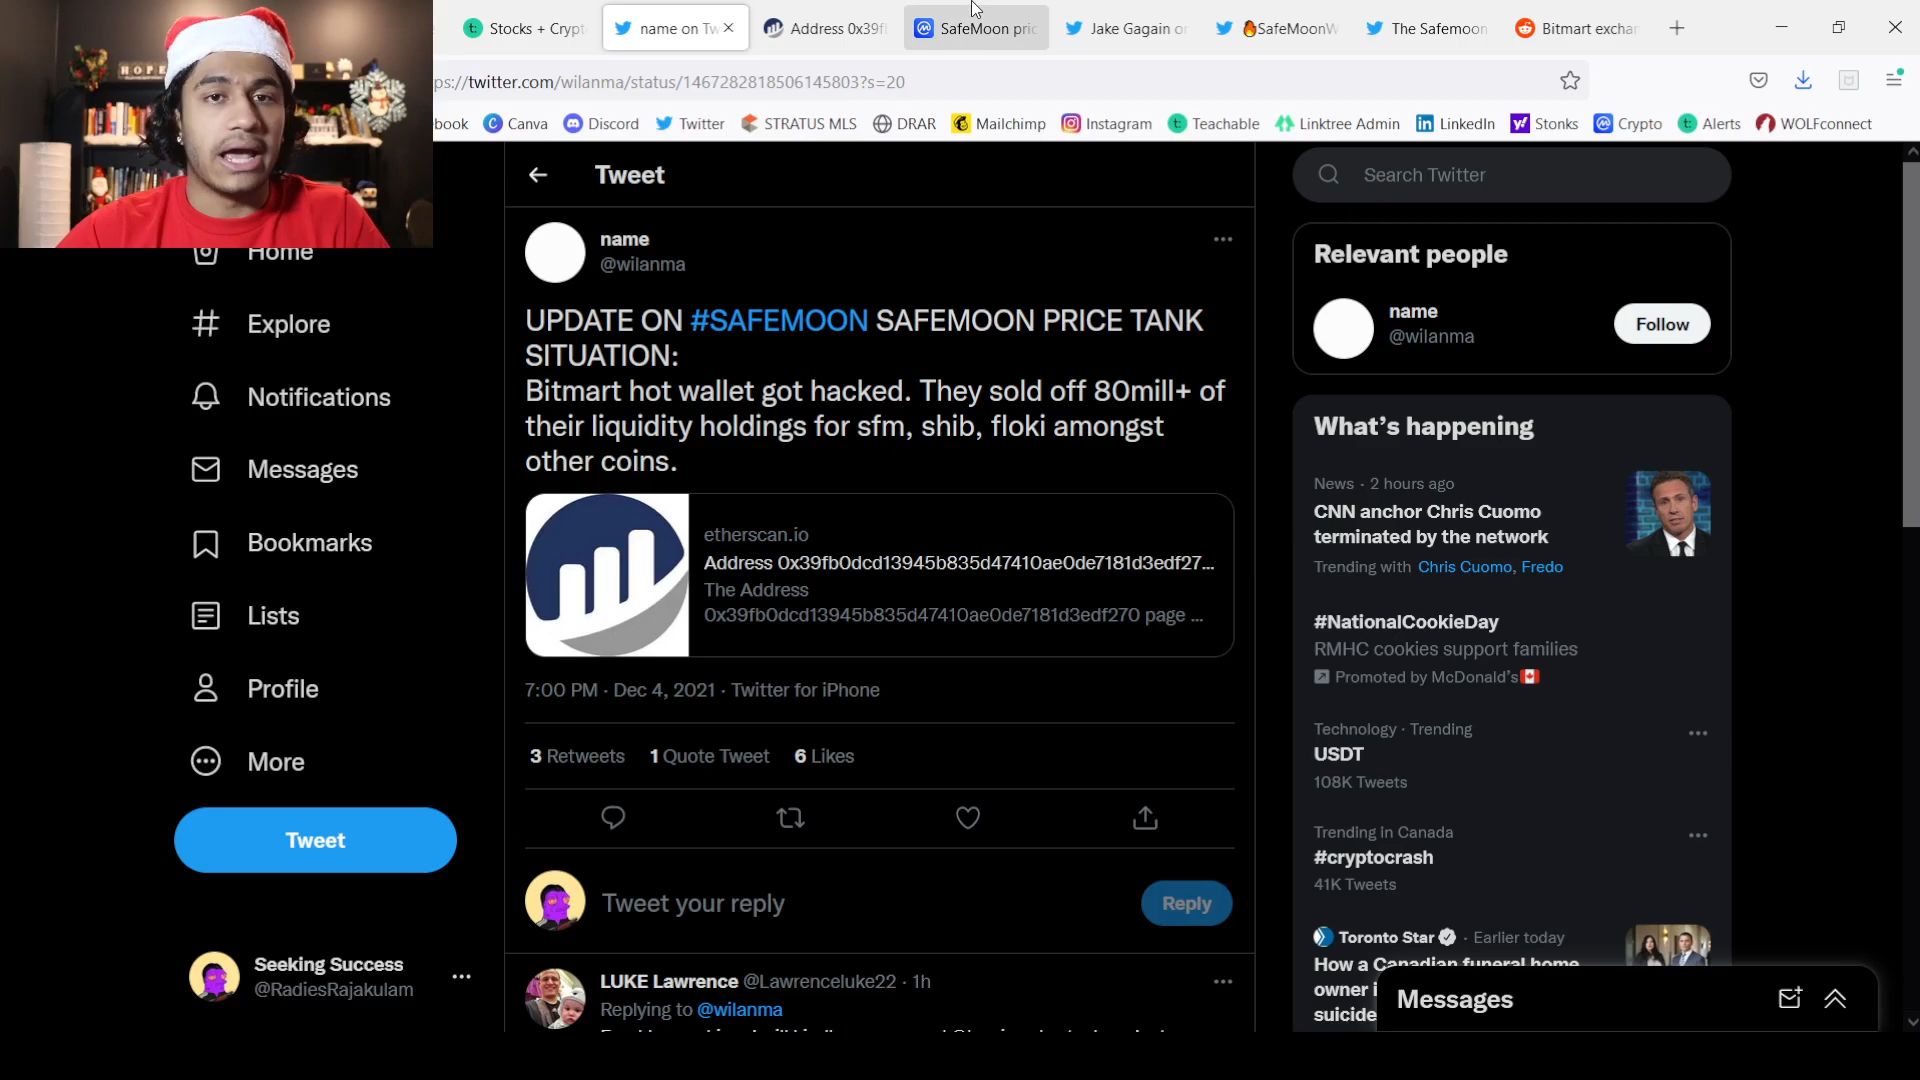 Stocks + Crypt
name on Tw
Address 0x39f
SafeMoon pric
Jake Gagain or
🔥SafeMoonW
The Safemoon
Bitmart exchan
ps://twitter.com/wilanma/status/1467282818506145803?s=20
book Canva Discord Twitter STRATUS MLS DRAR Mailchimp Instagram Teachable Linktree Admin LinkedIn Stonks Crypto Alerts WOLFconnect
HOPE
Home
Explore
Notifications
Messages
Bookmarks
Lists
Profile
More
Tweet
Seeking Success
@RadiesRajakulam
Tweet
name
@wilanma
UPDATE ON #SAFEMOON SAFEMOON PRICE TANK
SITUATION:
Bitmart hot wallet got hacked. They sold off 80mill+ of
their liquidity holdings for sfm, shib, floki amongst
other coins.
etherscan.io
Address 0x39fb0dcd13945b835d47410ae0de7181d3edf27...
The Address
0x39fb0dcd13945b835d47410ae0de7181d3edf270 page ...
7:00 PM · Dec 4, 2021 · Twitter for iPhone
3 Retweets 1 Quote Tweet 6 Likes
Tweet your reply
Reply
LUKE Lawrence @Lawrenceluke22 · 1h
Replying to @wilanma
Search Twitter
Relevant people
name
@wilanma
Follow
What's happening
News · 2 hours ago
CNN anchor Chris Cuomo
terminated by the network
Trending with Chris Cuomo, Fredo
#NationalCookieDay
RMHC cookies support families
Promoted by McDonald's🇨🇦
Technology · Trending
USDT
108K Tweets
Trending in Canada
#cryptocrash
41K Tweets
Toronto Star · Earlier today
How a Canadian funeral home
owner i
suicide
Messages